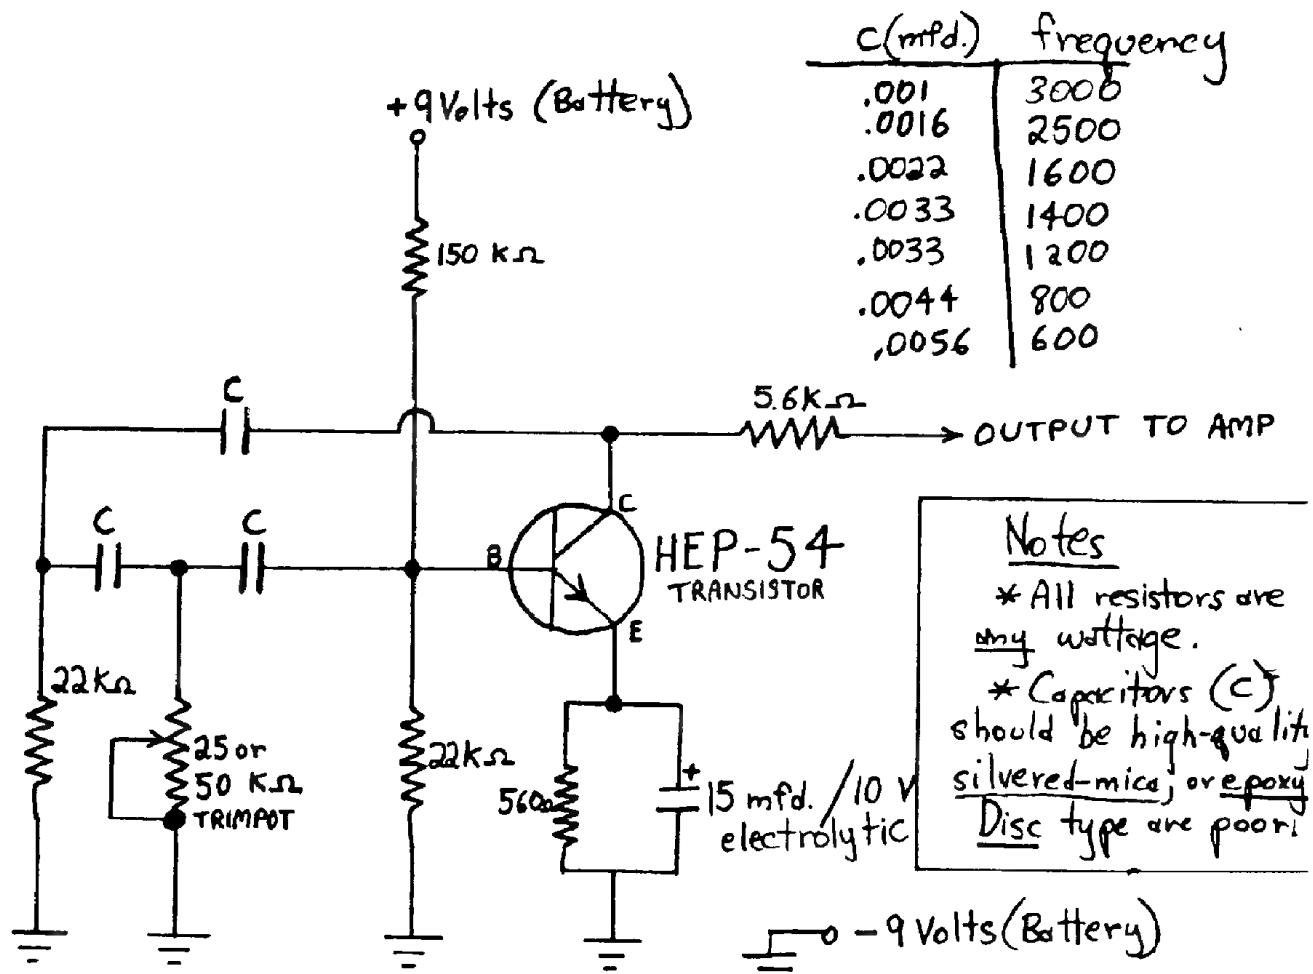 C(mfd.) frequency
.001 3000
.0016 2500
.0022 1600
.0033 1400
.0033 1200
.0044 800
.0056 600
+9 Volts (Battery)
150 KΩ
C
5.6KΩ
OUTPUT TO AMP
C
C
B
C
E
HEP-54
TRANSISTOR
22KΩ
25 or
50 KΩ
TRIMPOT
22KΩ
560Ω
+
15 mfd./10 V
electrolytic
Notes
* All resistors are
any wattage.
* Capacitors (C)
should be high-quality
silvered-mica, or epoxy
Disc type are poor!
-9 Volts (Battery)